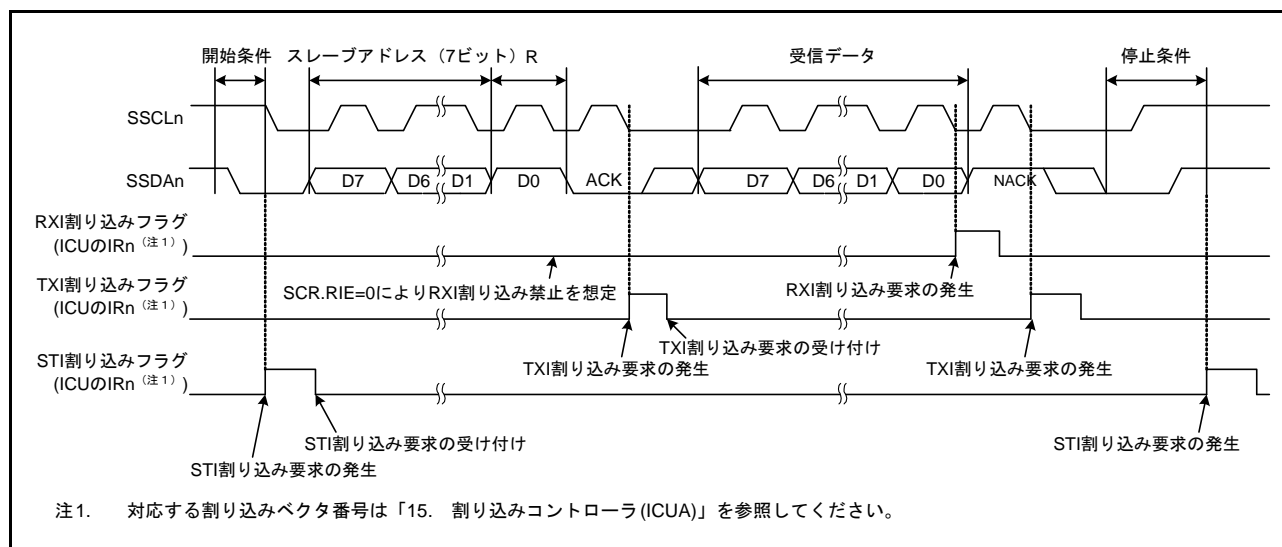 開始条件 スレーブアドレス（7ビット）R 受信データ 停止条件
SSCLn
SSDAn D7 D6 D1 D0 ACK D7 D6 D1 D0 NACK
RXI割り込みフラグ
(ICUのIRn（注1）)
SCR.RIE=0によりRXI割り込み禁止を想定 RXI割り込み要求の発生
TXI割り込みフラグ
(ICUのIRn（注1）)
TXI割り込み要求の受け付け
TXI割り込み要求の発生 TXI割り込み要求の発生
STI割り込みフラグ
(ICUのIRn（注1）)
STI割り込み要求の受け付け STI割り込み要求の発生
STI割り込み要求の発生
注1. 対応する割り込みベクタ番号は「15. 割り込みコントローラ(ICUA)」を参照してください。